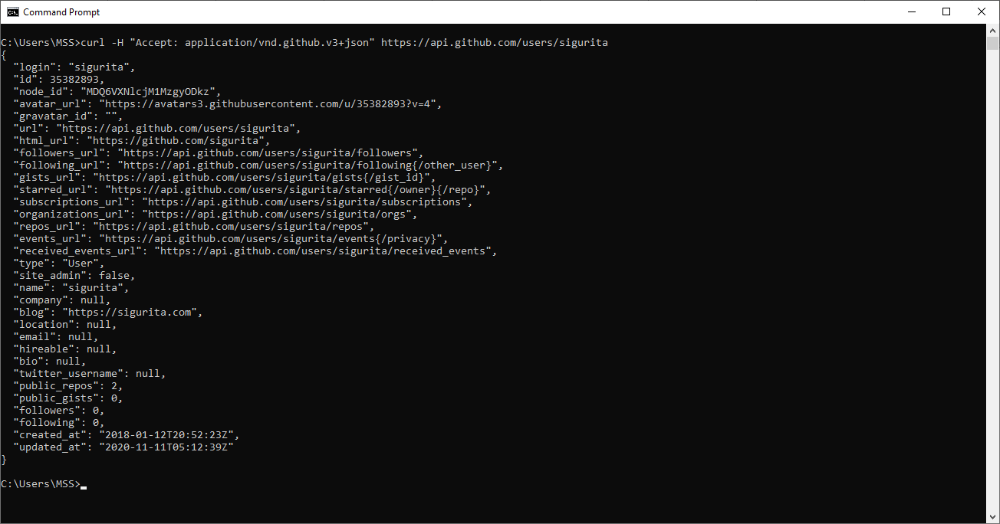 Command Prompt
C:\Users\MSS>curl -H "Accept: application/vnd.github.v3+json" https://api.github.com/users/sigurita
{
  "login": "sigurita",
  "id": 35382893,
  "node_id": "MDQ6VXNlcjM1MzgyODkz",
  "avatar_url": "https://avatars3.githubusercontent.com/u/35382893?v=4",
  "gravatar_id": "",
  "url": "https://api.github.com/users/sigurita",
  "html_url": "https://github.com/sigurita",
  "followers_url": "https://api.github.com/users/sigurita/followers",
  "following_url": "https://api.github.com/users/sigurita/following{/other_user}",
  "gists_url": "https://api.github.com/users/sigurita/gists{/gist_id}",
  "starred_url": "https://api.github.com/users/sigurita/starred{/owner}{/repo}",
  "subscriptions_url": "https://api.github.com/users/sigurita/subscriptions",
  "organizations_url": "https://api.github.com/users/sigurita/orgs",
  "repos_url": "https://api.github.com/users/sigurita/repos",
  "events_url": "https://api.github.com/users/sigurita/events{/privacy}",
  "received_events_url": "https://api.github.com/users/sigurita/received_events",
  "type": "User",
  "site_admin": false,
  "name": "sigurita",
  "company": null,
  "blog": "https://sigurita.com",
  "location": null,
  "email": null,
  "hireable": null,
  "bio": null,
  "twitter_username": null,
  "public_repos": 2,
  "public_gists": 0,
  "followers": 0,
  "following": 0,
  "created_at": "2018-01-12T20:52:23Z",
  "updated_at": "2020-11-11T05:12:39Z"
}
C:\Users\MSS>